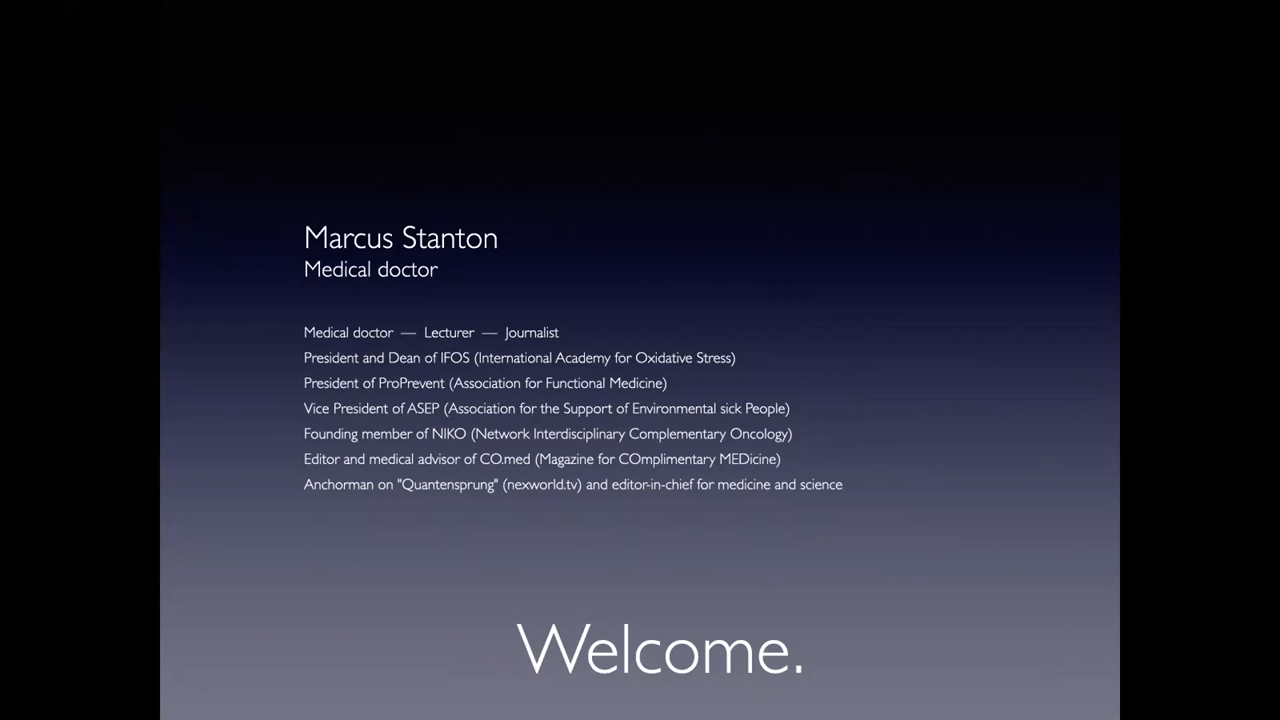 Marcus Stanton
Medical doctor
Medical doctor — Lecturer — Journalist
President and Dean of IFOS (International Academy for Oxidative Stress)
President of ProPrevent (Association for Functional Medicine)
Vice President of ASEP (Association for the Support of Environmental sick People)
Founding member of NIKO (Network Interdisciplinary Complementary Oncology)
Editor and medical advisor of CO.med (Magazine for COmplimentary MEDicine)
Anchorman on "Quantensprung" (nexworld.tv) and editor-in-chief for medicine and science
Welcome.